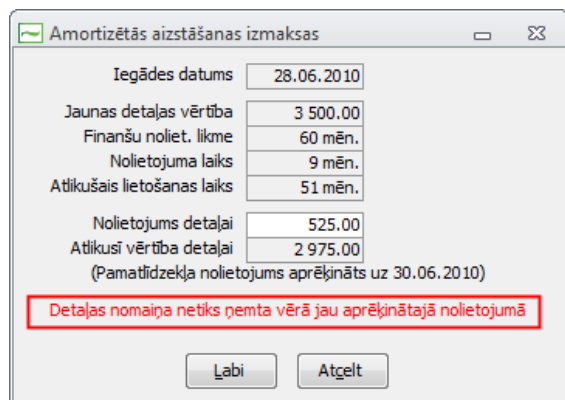 Amortizētās aizstāšanas izmaksas
Iegādes datums 28.06.2010
Jaunas detaļas vērtība 3 500.00
Finanšu noliet. likme 60 mēn.
Nolietojuma laiks 9 mēn.
Atlikušais lietošanas laiks 51 mēn.
Nolietojums detaļai 525.00
Atlikusī vērtība detaļai 2 975.00
(Pamatlīdzekļa nolietojums aprēķināts uz 30.06.2010)
Detaļas nomaiņa netiks ņemta vērā jau aprēķinātajā nolietojumā
Labi Atcelt